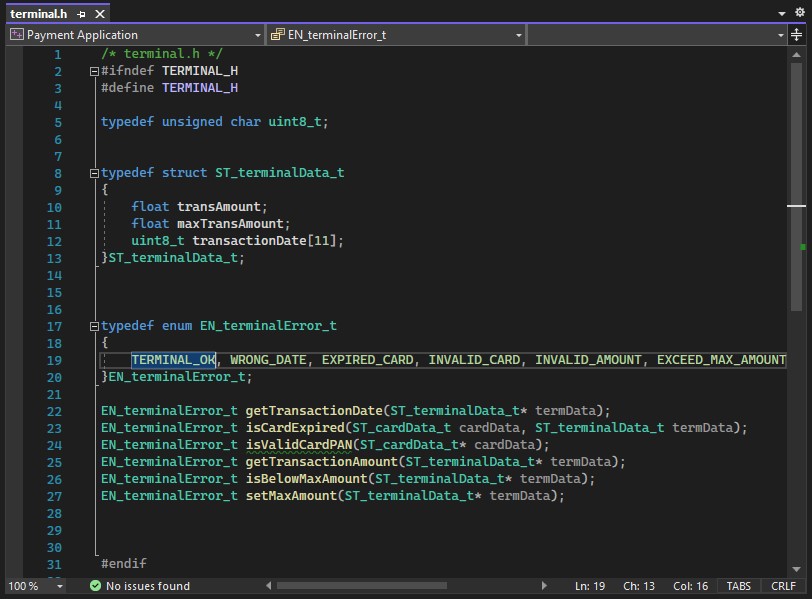 terminal.h
Payment Application EN_terminalError_t
1 /* terminal.h */
2 #ifndef TERMINAL_H
3 #define TERMINAL_H
4
5 typedef unsigned char uint8_t;
6
7
8 typedef struct ST_terminalData_t
9 {
10 float transAmount;
11 float maxTransAmount;
12 uint8_t transactionDate[11];
13 }ST_terminalData_t;
14
15
16
17 typedef enum EN_terminalError_t
18 {
19 TERMINAL_OK, WRONG_DATE, EXPIRED_CARD, INVALID_CARD, INVALID_AMOUNT, EXCEED_MAX_AMOUNT
20 }EN_terminalError_t;
21
22 EN_terminalError_t getTransactionDate(ST_terminalData_t* termData);
23 EN_terminalError_t isCardExpired(ST_cardData_t cardData, ST_terminalData_t termData);
24 EN_terminalError_t isValidCardPAN(ST_cardData_t* cardData);
25 EN_terminalError_t getTransactionAmount(ST_terminalData_t* termData);
26 EN_terminalError_t isBelowMaxAmount(ST_terminalData_t* termData);
27 EN_terminalError_t setMaxAmount(ST_terminalData_t* termData);
28
29
30
31 #endif
100 % No issues found Ln: 19 Ch: 13 Col: 16 TABS CRLF